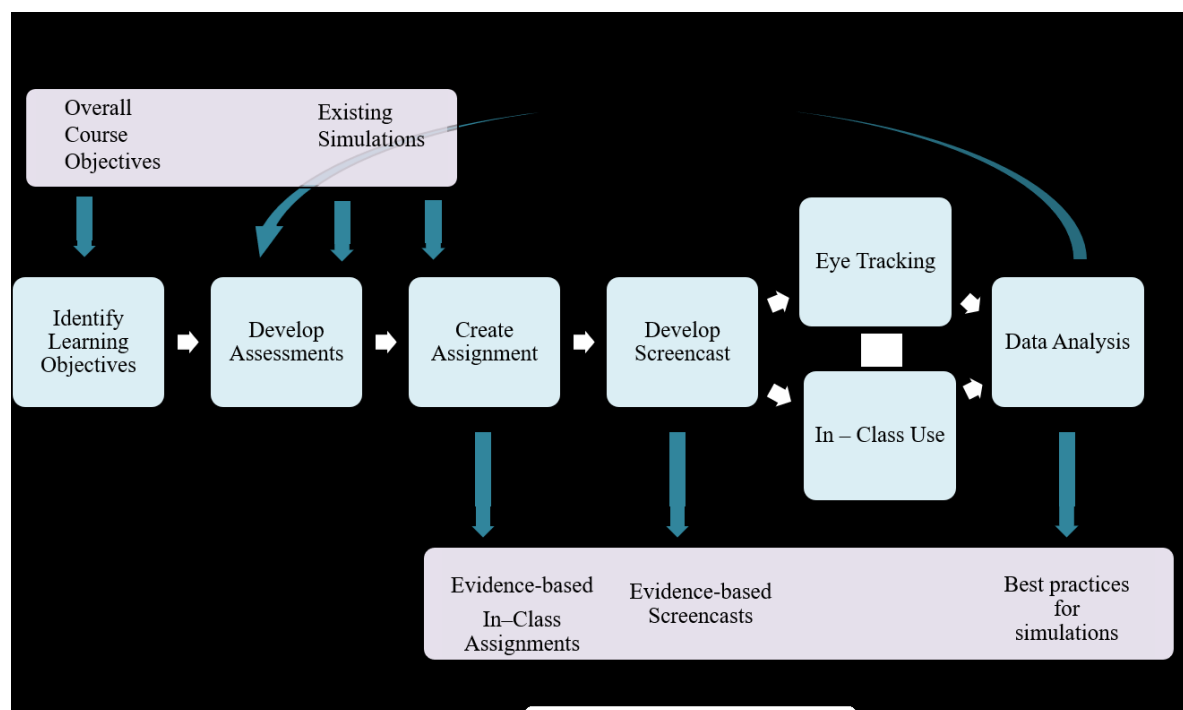 Overall
Course
Objectives
Existing
Simulations
Eye Tracking
Identify
Learning
Objectives
Develop
Assessments
Create
Assignment
Develop
Screencast
Data Analysis
In – Class Use
Evidence-based
In–Class
Assignments
Evidence-based
Screencasts
Best practices
for
simulations